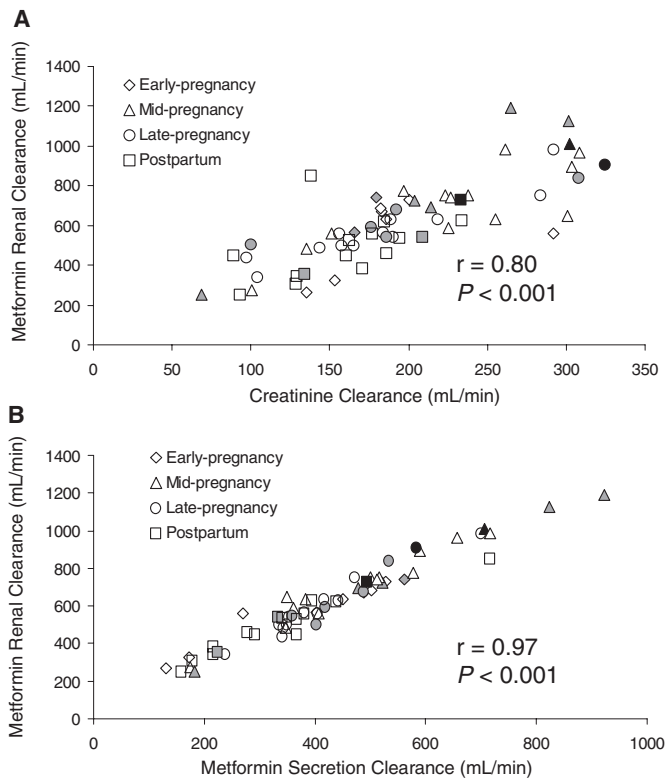 A
Metformin Renal Clearance (mL/min)
1400
1200
1000
800
600
400
200
0
Early-pregnancy
Mid-pregnancy
Late-pregnancy
Postpartum
r = 0.80
P < 0.001
0 50 100 150 200 250 300 350
Creatinine Clearance (mL/min)
B
Metformin Renal Clearance (mL/min)
1400
1200
1000
800
600
400
200
0
Early-pregnancy
Mid-pregnancy
Late-pregnancy
Postpartum
r = 0.97
P < 0.001
0 200 400 600 800 1000
Metformin Secretion Clearance (mL/min)